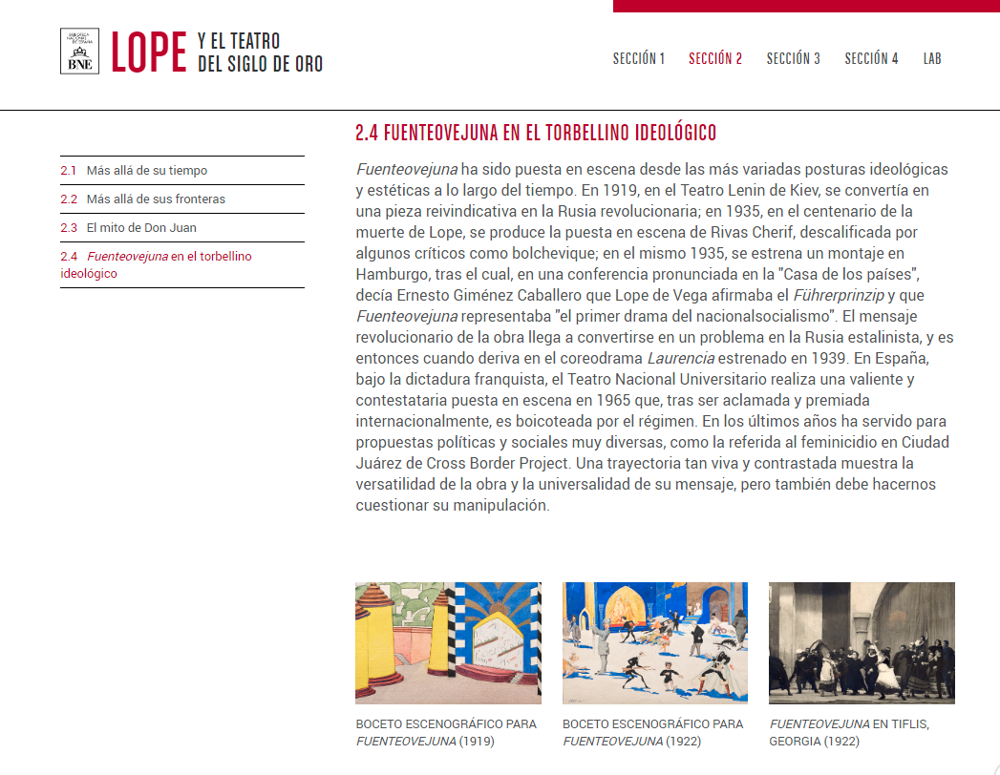 BIBLIOTECA
NACIONAL
DE ESPAÑA
BNE
LOPE
Y EL TEATRO
DEL SIGLO DE ORO
SECCIÓN 1
SECCIÓN 2
SECCIÓN 3
SECCIÓN 4
LAB
2.1 Más allá de su tiempo
2.2 Más allá de sus fronteras
2.3 El mito de Don Juan
2.4 Fuenteovejuna en el torbellino
ideológico
2.4 FUENTEOVEJUNA EN EL TORBELLINO IDEOLÓGICO
Fuenteovejuna ha sido puesta en escena desde las más variadas posturas ideológicas
y estéticas a lo largo del tiempo. En 1919, en el Teatro Lenin de Kiev, se convertía en
una pieza reivindicativa en la Rusia revolucionaria; en 1935, en el centenario de la
muerte de Lope, se produce la puesta en escena de Rivas Cherif, descalificada por
algunos críticos como bolchevique; en el mismo 1935, se estrena un montaje en
Hamburgo, tras el cual, en una conferencia pronunciada en la "Casa de los países",
decía Ernesto Giménez Caballero que Lope de Vega afirmaba el Führerprinzip y que
Fuenteovejuna representaba "el primer drama del nacionalsocialismo". El mensaje
revolucionario de la obra llega a convertirse en un problema en la Rusia estalinista, y es
entonces cuando deriva en el coreodrama Laurencia estrenado en 1939. En España,
bajo la dictadura franquista, el Teatro Nacional Universitario realiza una valiente y
contestataria puesta en escena en 1965 que, tras ser aclamada y premiada
internacionalmente, es boicoteada por el régimen. En los últimos años ha servido para
propuestas políticas y sociales muy diversas, como la referida al feminicidio en Ciudad
Juárez de Cross Border Project. Una trayectoria tan viva y contrastada muestra la
versatilidad de la obra y la universalidad de su mensaje, pero también debe hacernos
cuestionar su manipulación.
BOCETO ESCENOGRÁFICO PARA
FUENTEOVEJUNA (1919)
BOCETO ESCENOGRÁFICO PARA
FUENTEOVEJUNA (1922)
FUENTEOVEJUNA EN TIFLIS,
GEORGIA (1922)